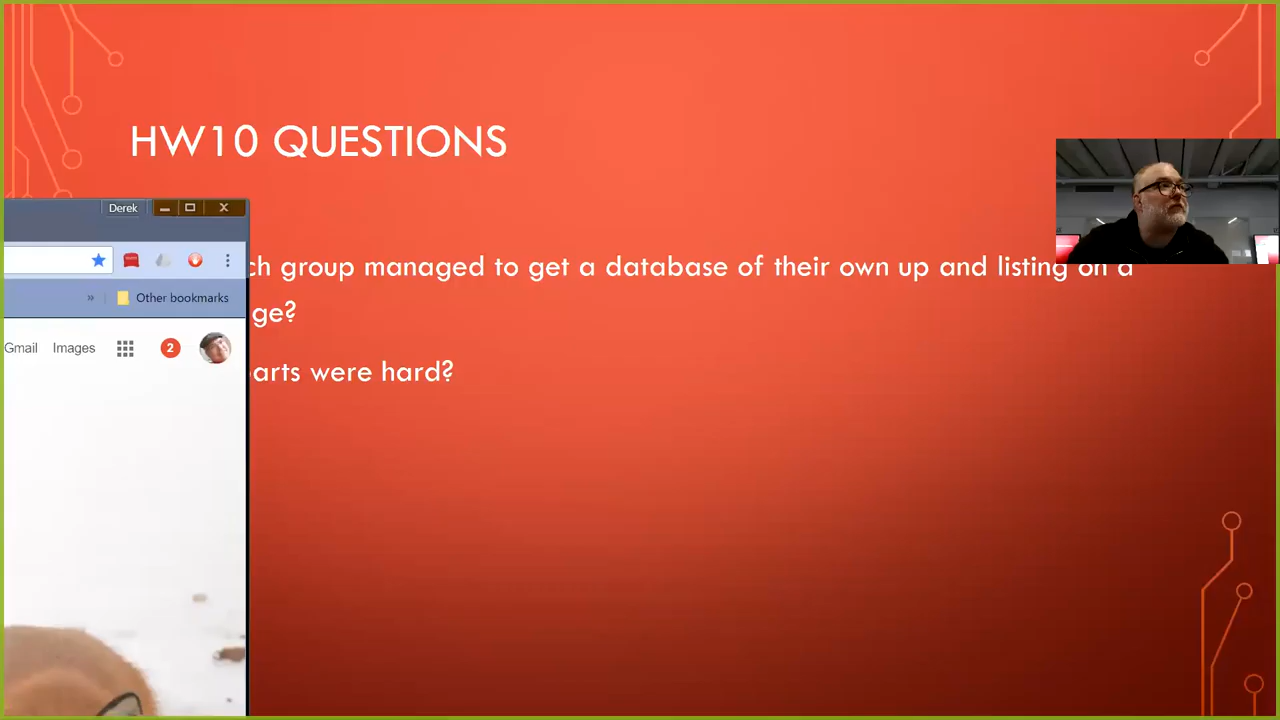 HW10 QUESTIONS
Derek
ch group managed to get a database of their own up and listing on a
Other bookmarks
ge?
Gmail Images 2
arts were hard?